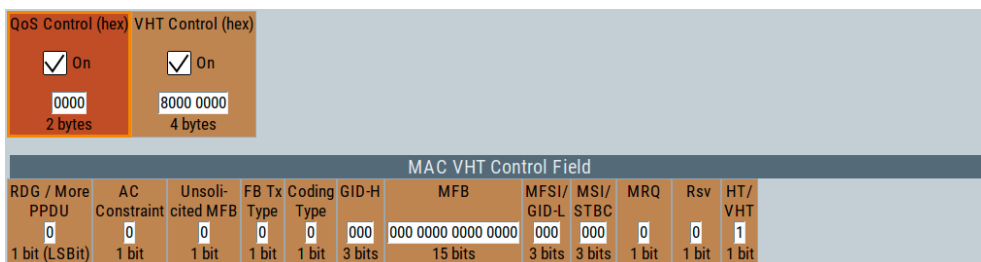 QoS Control (hex) VHT Control (hex)
On On
0000 8000 0000
2 bytes 4 bytes
MAC VHT Control Field
RDG / More AC Unsoli- FB Tx Coding GID-H MFB MFSI/ MSI/ MRQ Rsv HT/
PPDU Constraint cited MFB Type Type GID-L STBC VHT
0 0 0 0 0 000 000 0000 0000 0000 000 000 0 0 1
1 bit (LSBit) 1 bit 1 bit 1 bit 1 bit 3 bits 15 bits 3 bits 3 bits 1 bit 1 bit 1 bit